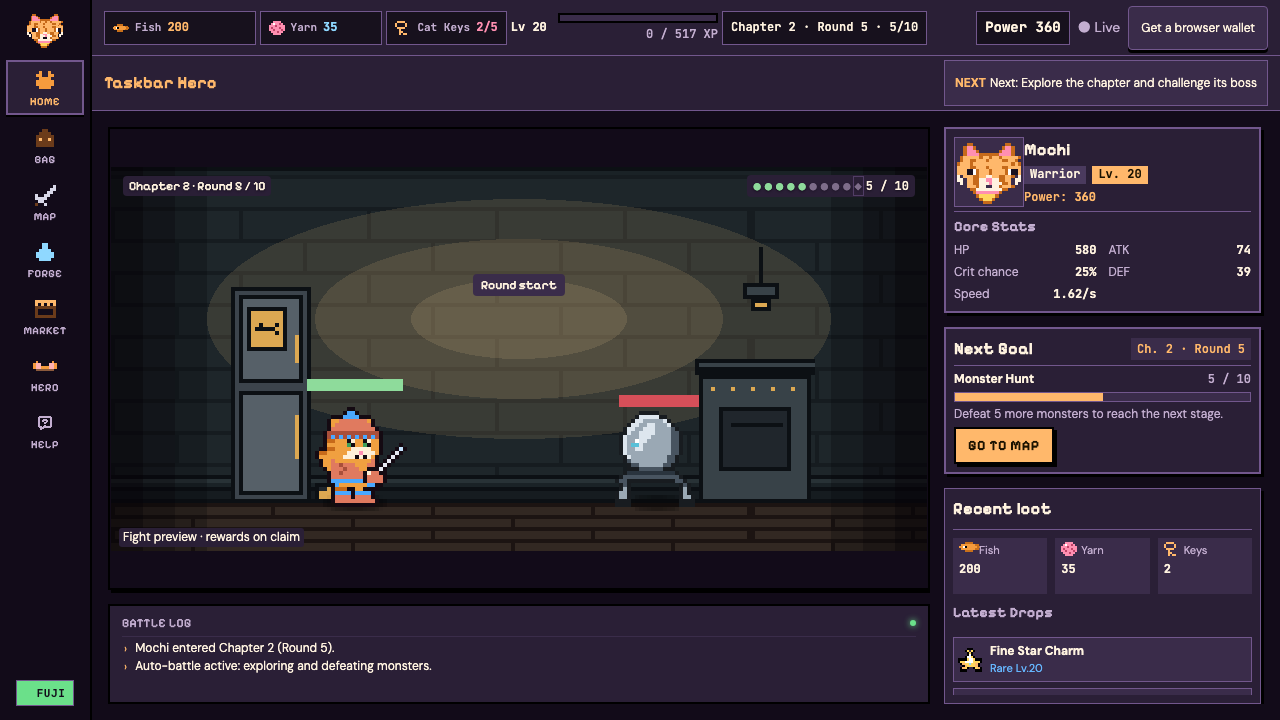 Fish 200
Yarn 35
Cat Keys 2/5
Lv 20
0 / 517 XP
Chapter 2 · Round 5 · 5/10
Power 360
Live
Get a browser wallet
Taskbar Hero
NEXT Next: Explore the chapter and challenge its boss
HOME
BAG
MAP
FORGE
MARKET
HERO
HELP
FUJI
Chapter 2 · Round 5 / 10
5 / 10
Round start
Fight preview · rewards on claim
BATTLE LOG
› Mochi entered Chapter 2 (Round 5).
› Auto-battle active: exploring and defeating monsters.
Mochi
Warrior Lv. 20
Power: 360
Core Stats
HP 580 ATK 74
Crit chance 25% DEF 39
Speed 1.62/s
Next Goal
Ch. 2 · Round 5
Monster Hunt 5 / 10
Defeat 5 more monsters to reach the next stage.
GO TO MAP
Recent loot
Fish 200
Yarn 35
Keys 2
Latest Drops
Fine Star Charm
Rare Lv.20